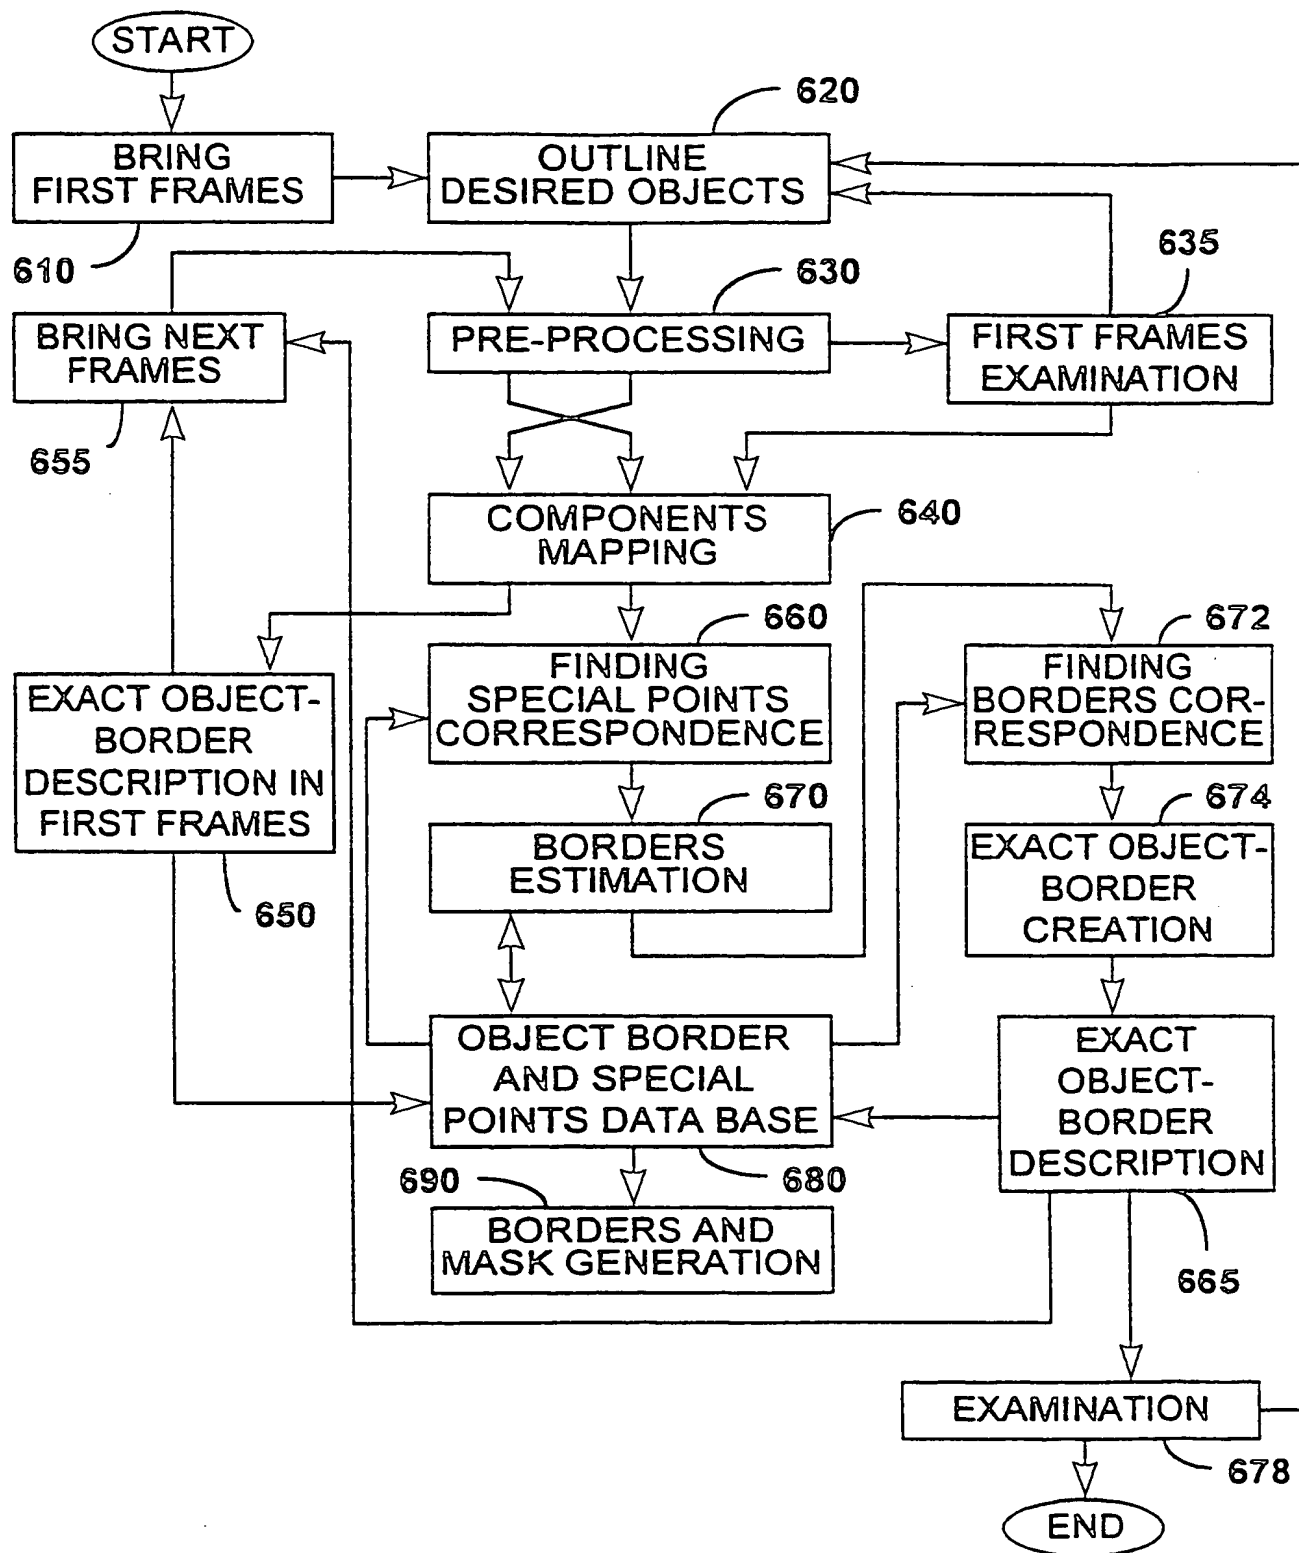 START
620
BRING
FIRST FRAMES
OUTLINE
DESIRED OBJECTS
610
630
635
BRING NEXT
FRAMES
PRE-PROCESSING
FIRST FRAMES
EXAMINATION
655
COMPONENTS
MAPPING
640
660
672
EXACT OBJECT-
BORDER
DESCRIPTION IN
FIRST FRAMES
FINDING
SPECIAL POINTS
CORRESPONDENCE
FINDING
BORDERS COR-
RESPONDENCE
670
674
650
BORDERS
ESTIMATION
EXACT OBJECT-
BORDER
CREATION
OBJECT BORDER
AND SPECIAL
POINTS DATA BASE
EXACT
OBJECT-
BORDER
DESCRIPTION
690
680
BORDERS AND
MASK GENERATION
665
EXAMINATION
678
END